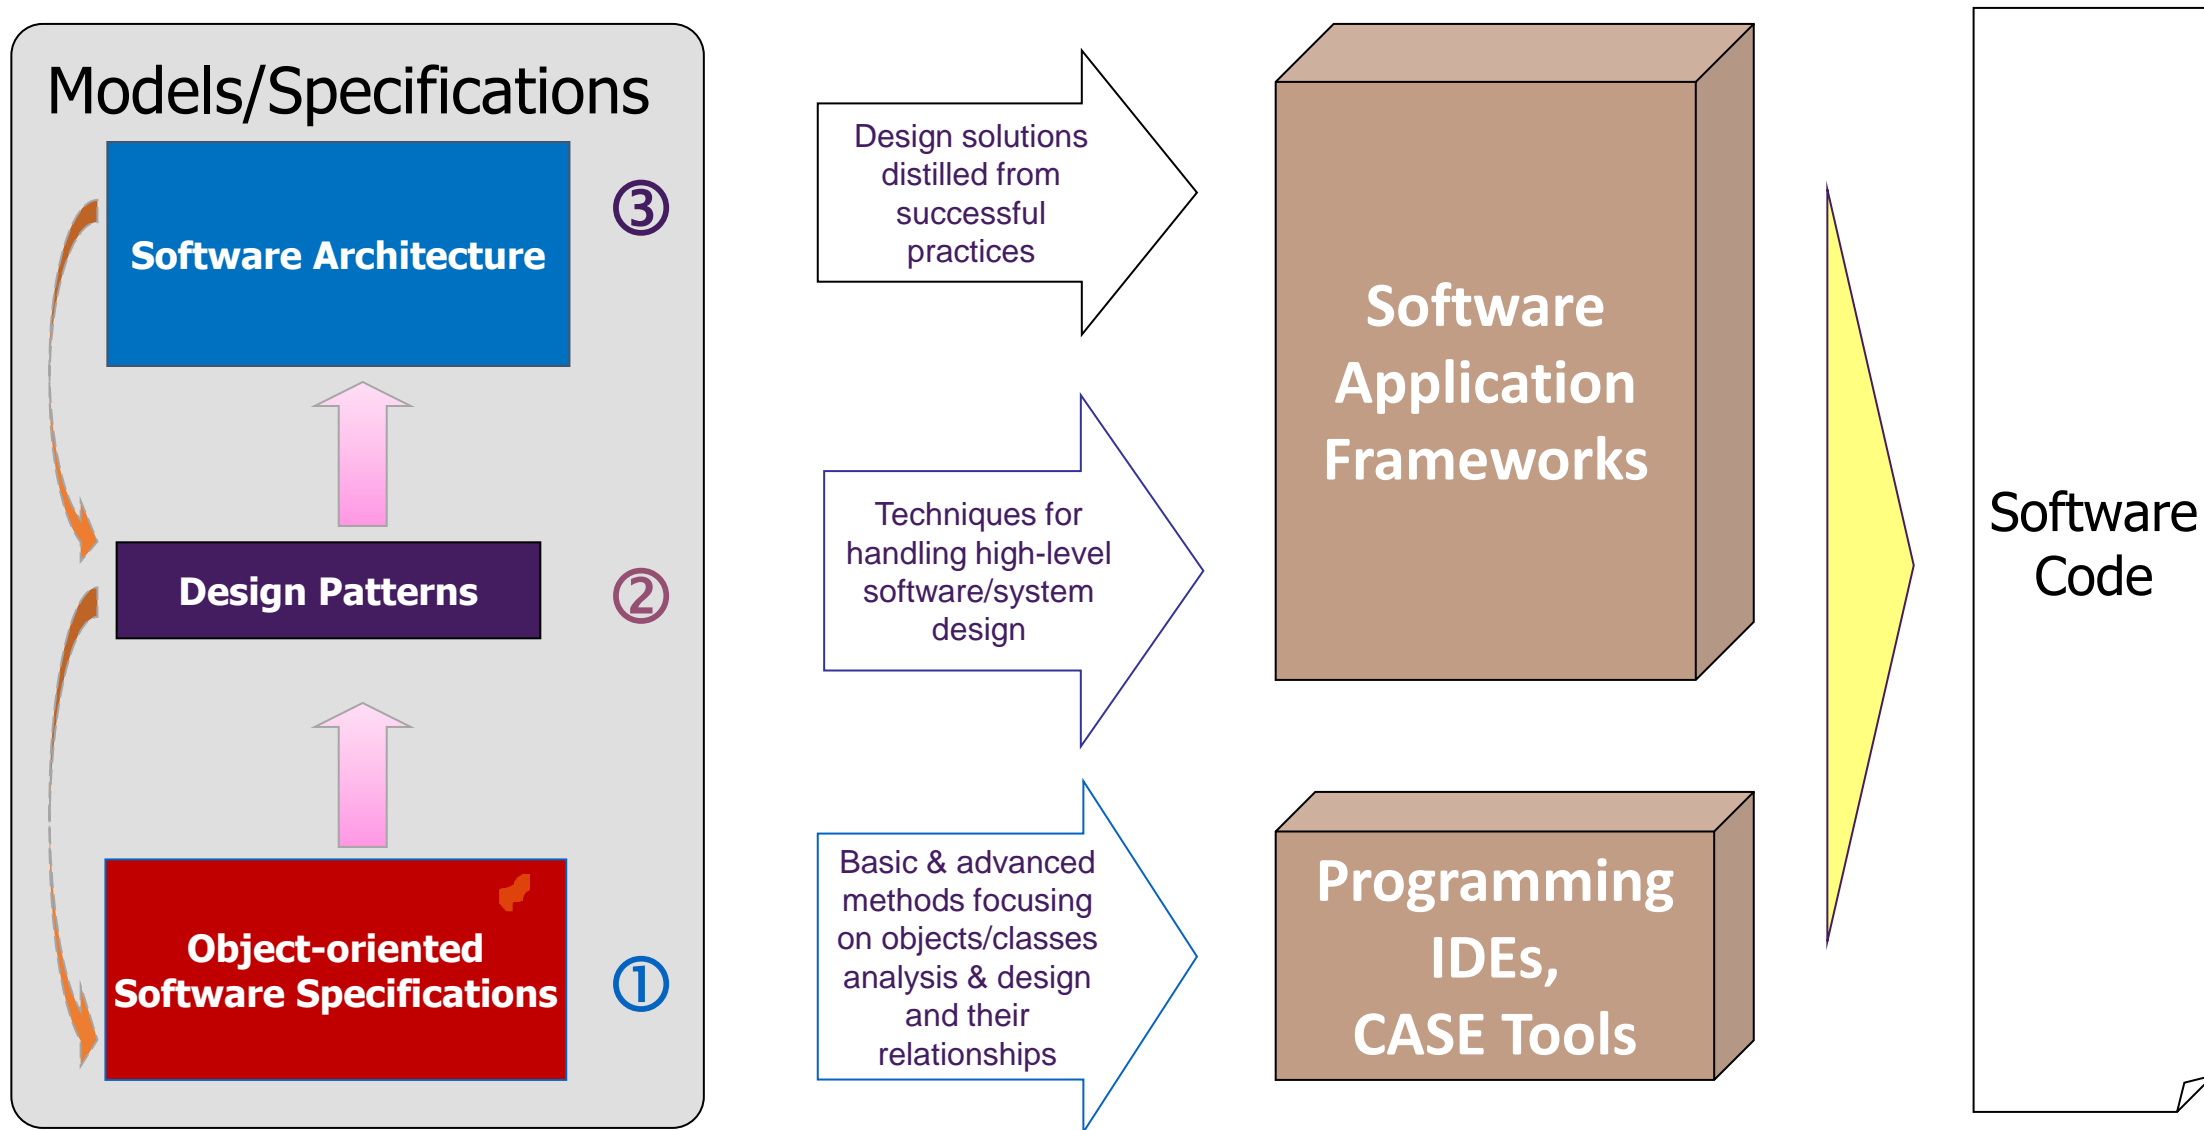 Models/Specifications
Software Architecture
③
Design Patterns
②
Object-oriented
Software Specifications
①
Design solutions
distilled from
successful
practices
Techniques for
handling high-level
software/system
design
Basic & advanced
methods focusing
on objects/classes
analysis & design
and their
relationships
Software
Application
Frameworks
Programming
IDEs,
CASE Tools
Software
Code